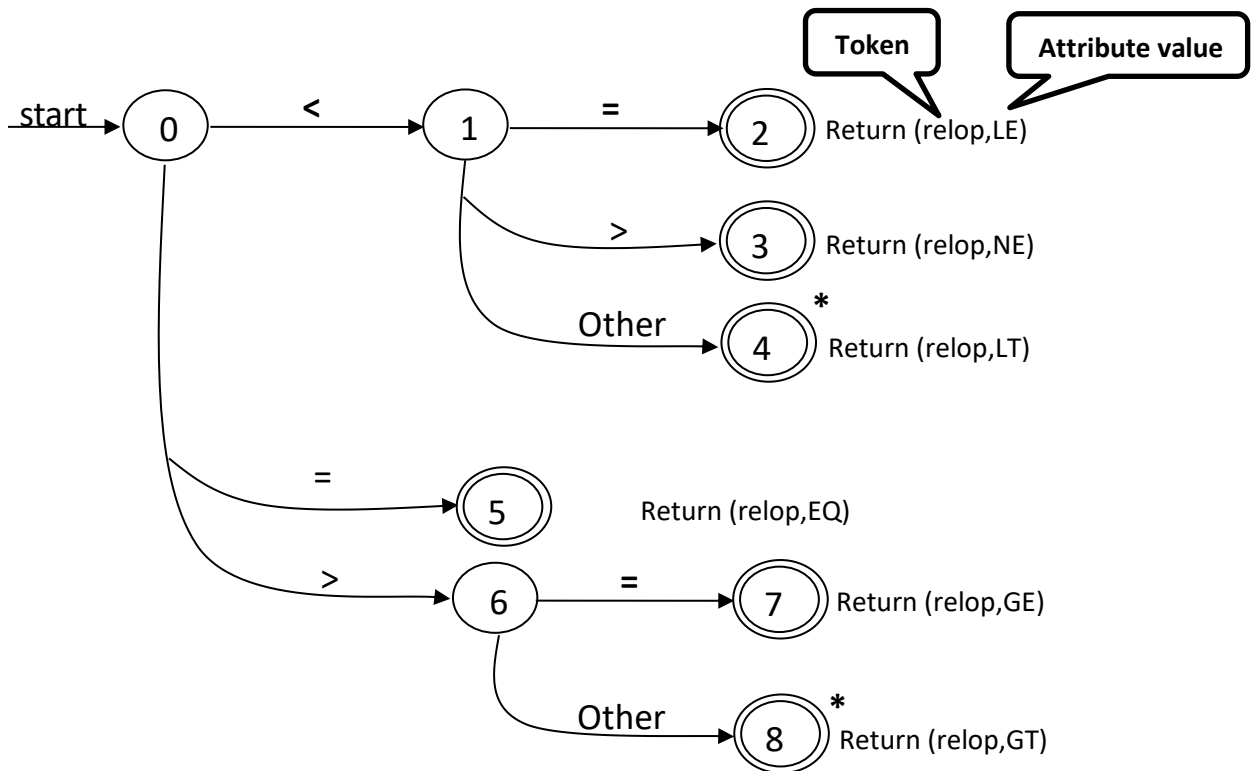 Token
Attribute value
start
0
<
1
=
2
Return (relop,LE)
>
3
Return (relop,NE)
Other
4
*
Return (relop,LT)
=
5
Return (relop,EQ)
>
6
=
7
Return (relop,GE)
Other
8
*
Return (relop,GT)